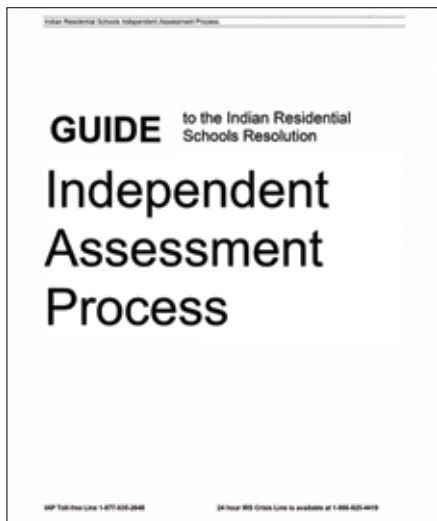 Indian Residential Schools Independent Assessment Process
GUIDE to the Indian Residential
Schools Resolution
Independent
Assessment
Process
IAP Toll-free Line 1-877-635-2648 24 hour IRS Crisis Line is available at 1-866-925-4419